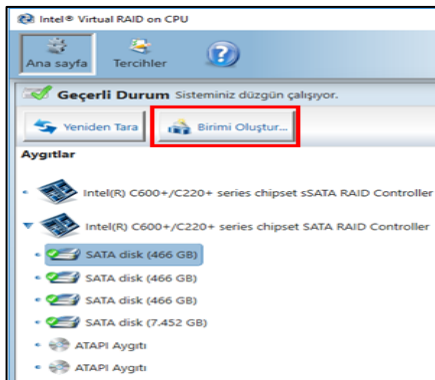 Intel® Virtual RAID on CPU
Ana sayfa
Tercihler
?
Geçerli Durum Sisteminiz düzgün çalışıyor.
Yeniden Tara
Birimi Oluştur...
Aygıtlar
Intel(R) C600+/C220+ series chipset sSATA RAID Controller
Intel(R) C600+/C220+ series chipset SATA RAID Controller
SATA disk (466 GB)
SATA disk (466 GB)
SATA disk (466 GB)
SATA disk (7.452 GB)
ATAPI Aygıtı
ATAPI Aygıtı